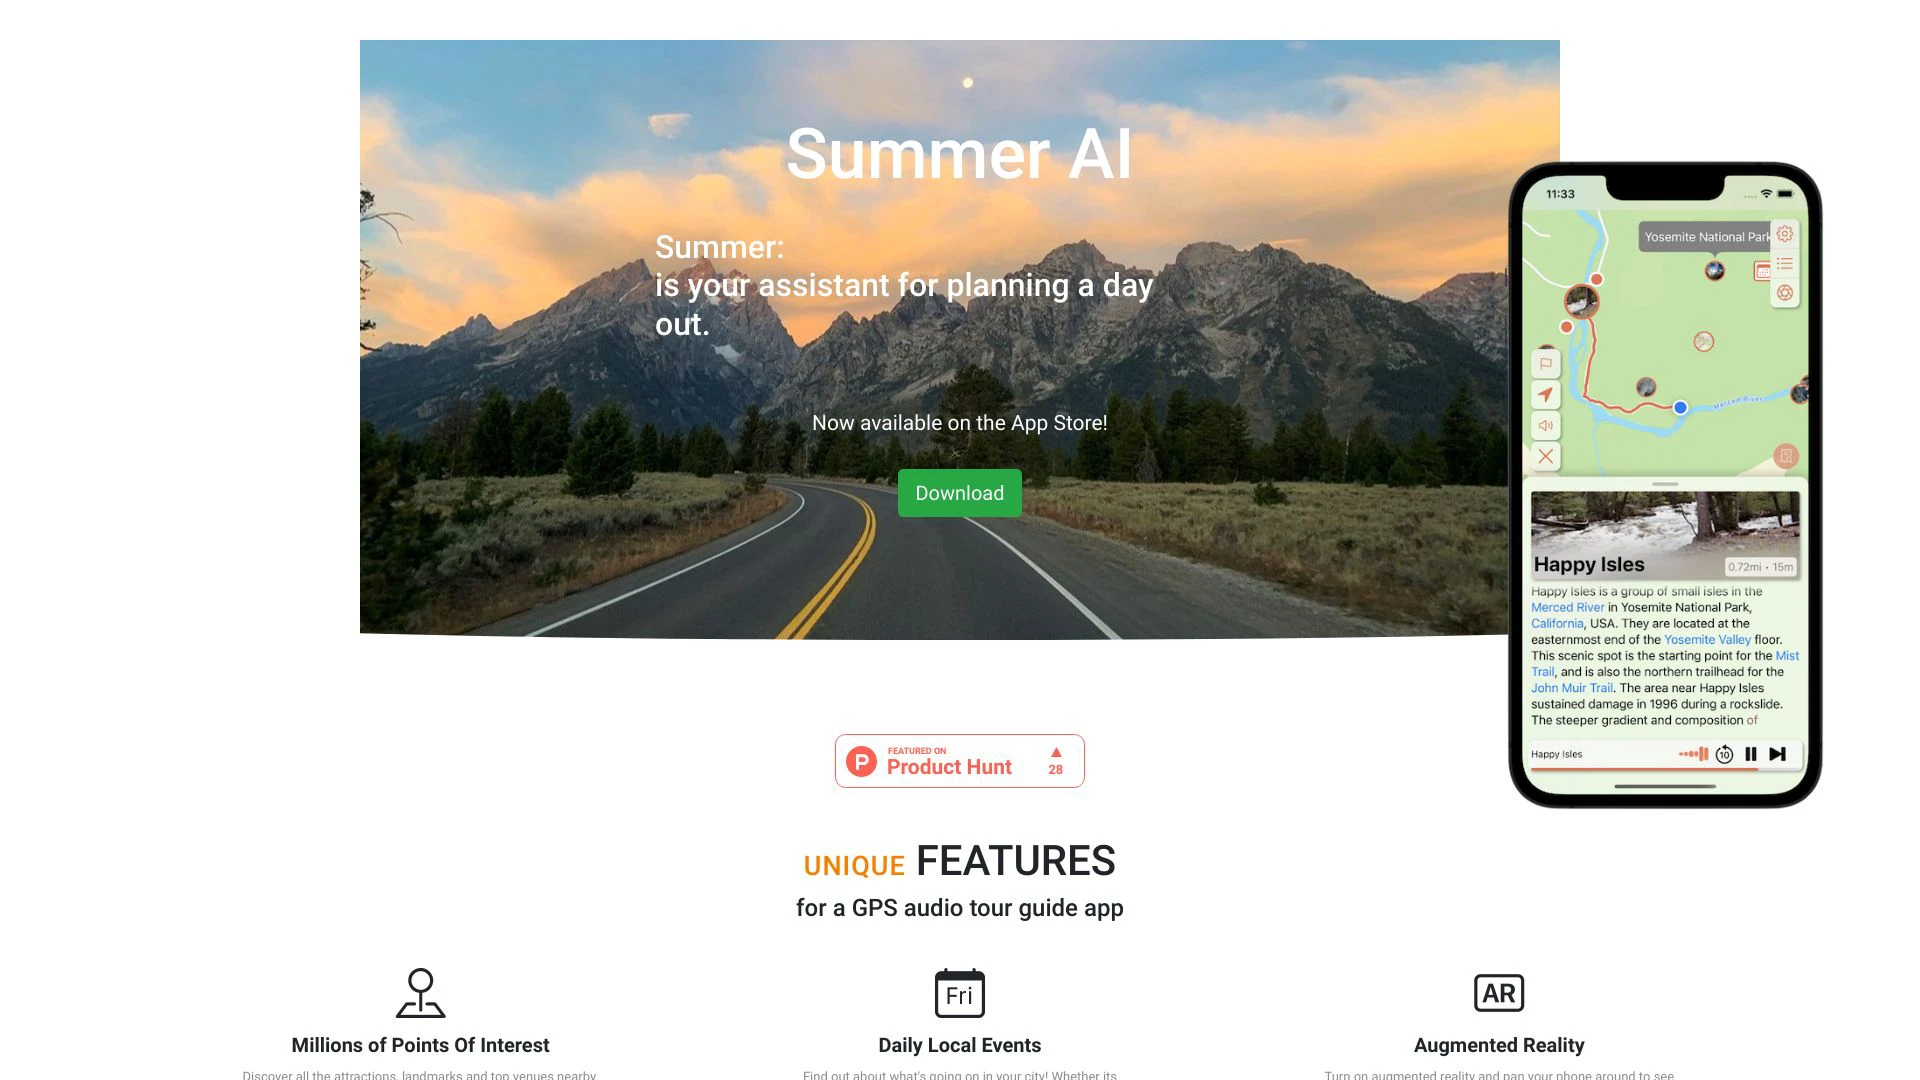 Summer AI
Summer:
is your assistant for planning a day
out.
Now available on the App Store!
Download
11:33
Yosemite National Park
Merced River
Happy Isles
0.72mi • 15m
Happy Isles is a group of small isles in the
Merced River in Yosemite National Park,
California, USA. They are located at the
easternmost end of the Yosemite Valley floor.
This scenic spot is the starting point for the Mist
Trail, and is also the northern trailhead for the
John Muir Trail. The area near Happy Isles
sustained damage in 1996 during a rockslide.
The steeper gradient and composition of
Happy Isles
10
P
FEATURED ON
Product Hunt
28
UNIQUE FEATURES
for a GPS audio tour guide app
Fri
AR
Millions of Points Of Interest
Daily Local Events
Augmented Reality
Discover all the attractions, landmarks and top venues nearby
Find out about what's going on in your city! Whether its
Turn on augmented reality and pan your phone around to see